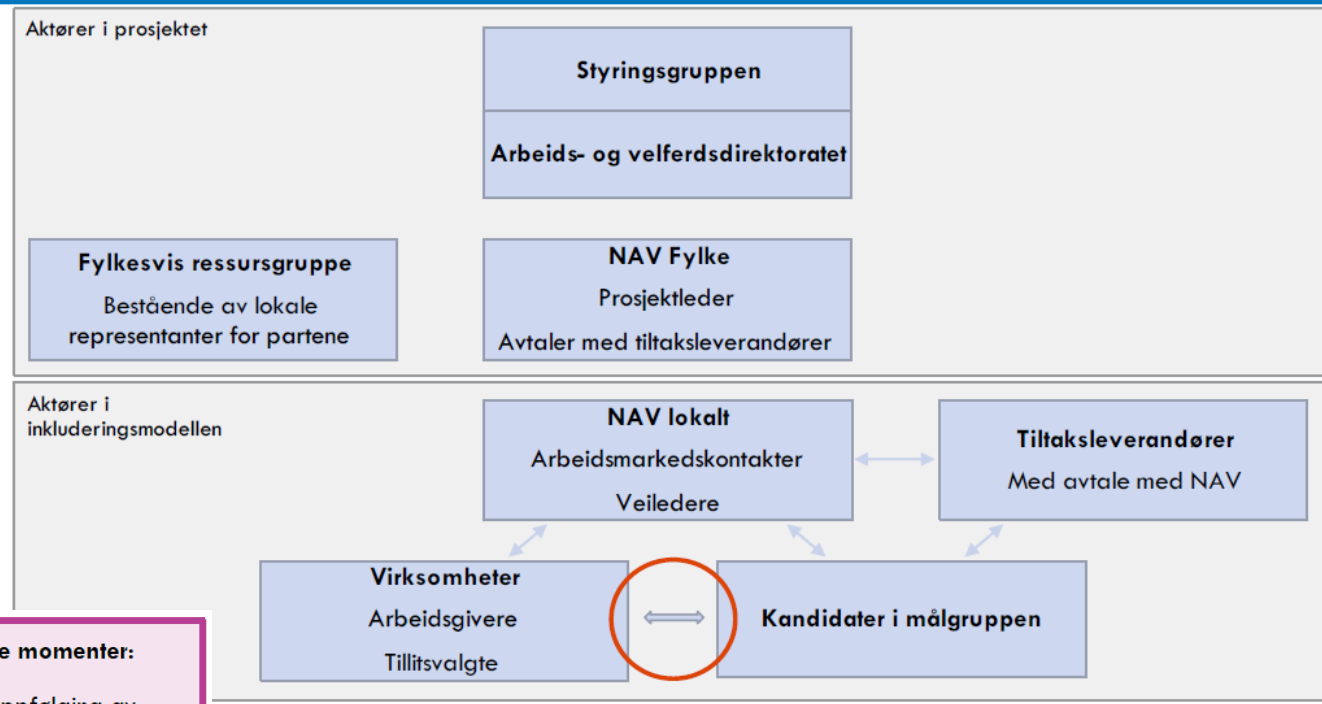 Aktører i prosjektet
Styringsgruppen
Arbeids- og velferdsdirektoratet
Fylkesvis ressursgruppe
Bestående av lokale
representanter for partene
NAV Fylke
Prosjektleder
Avtaler med tiltaksleverandører
Aktører i
inkluderingsmodellen
NAV lokalt
Arbeidsmarkedskontakter
Veiledere
Tiltaksleverandører
Med avtale med NAV
Virksomheter
Arbeidsgivere
Tillitsvalgte
Kandidater i målgruppen
momenter: